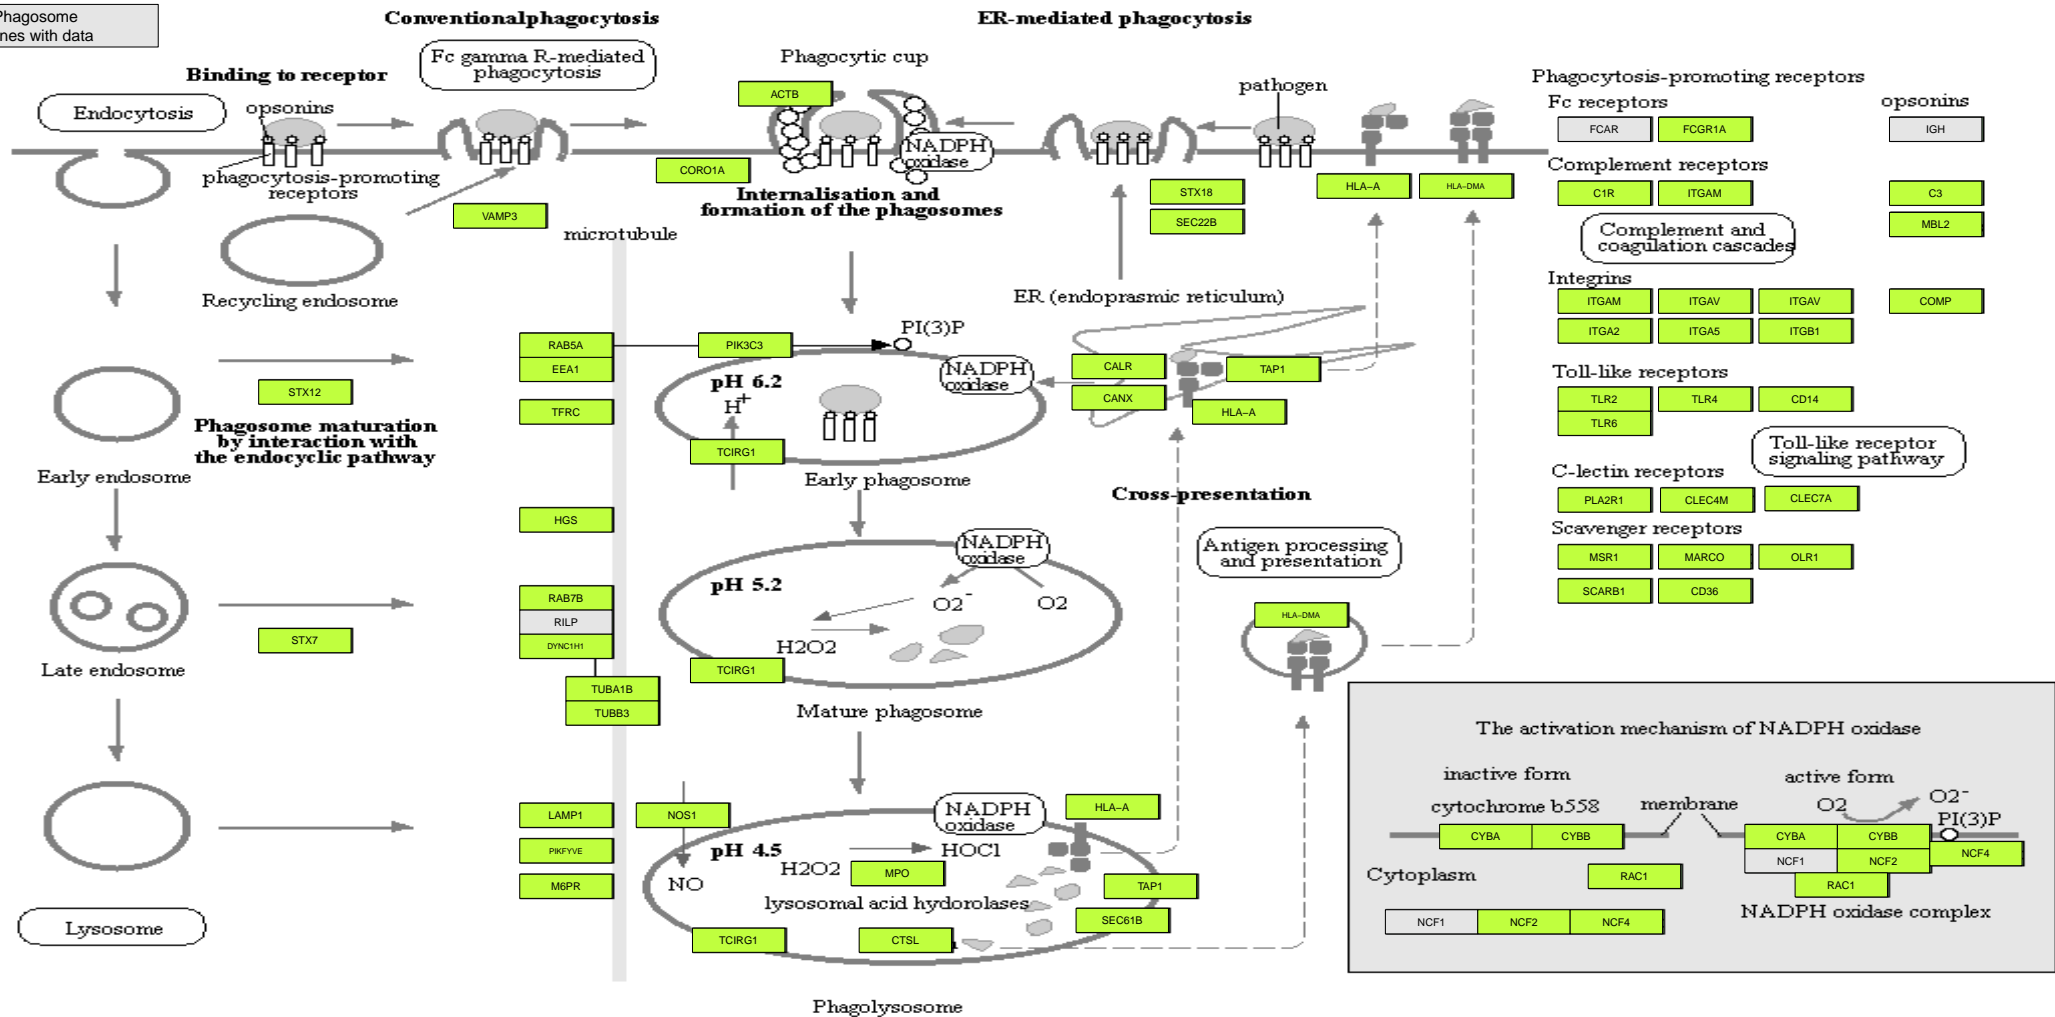 Phagosome
nes with data
Conventionalphagocytosis
ER-mediated phagocytosis
Binding to receptor
Fc gamma R-mediated
phagocytosis
Phagocytic cup
Endocytosis
opsonins
ACTB
pathogen
NADPH
oxidase
phagocytosis-promoting
receptors
CORO1A
VAMP3
Internalisation and
formation of the phagosomes
STX18
SEC22B
HLA-A
HLA-DMA
microtubule
Recycling endosome
ER (endoprasmic reticulum)
PI(3)P
RAB5A
EEA1
PIK3C3
STX12
TFRC
pH 6.2
H+
NADPH
oxidase
CALR
CANX
TAP1
HLA-A
TCIRG1
Phagosome maturation
by interaction with
the endocyclic pathway
Early endosome
Early phagosome
Cross-presentation
HGS
NADPH
oxidase
Antigen processing
and presentation
pH 5.2
O2-
O2
H2O2
RAB7B
RILP
DYNC1H1
STX7
HLA-DMA
TCIRG1
TUBA1B
TUBB3
Late endosome
Mature phagosome
LAMP1
NOS1
NADPH
oxidase
HLA-A
PIKFYVE
pH 4.5
H2O2
HOCl
MPO
M6PR
NO
TAP1
lysosomal acid hydorolases
SEC61B
TCIRG1
CTSL
Lysosome
Phagolysosome
Phagocytosis-promoting receptors
Fc receptors
opsonins
FCAR
FCGR1A
IGH
Complement receptors
C1R
ITGAM
C3
MBL2
Complement and
coagulation cascades
Integrins
ITGAM
ITGAV
ITGAV
COMP
ITGA2
ITGA5
ITGB1
Toll-like receptors
TLR2
TLR4
CD14
TLR6
Toll-like receptor
signaling pathway
C-lectin receptors
PLA2R1
CLEC4M
CLEC7A
Scavenger receptors
MSR1
MARCO
OLR1
SCARB1
CD36
The activation mechanism of NADPH oxidase
inactive form
active form
cytochrome b558
membrane
O2
O2-
PI(3)P
CYBA
CYBB
CYBA
CYBB
NCF1
NCF2
NCF4
Cytoplasm
RAC1
RAC1
NCF1
NCF2
NCF4
NADPH oxidase complex